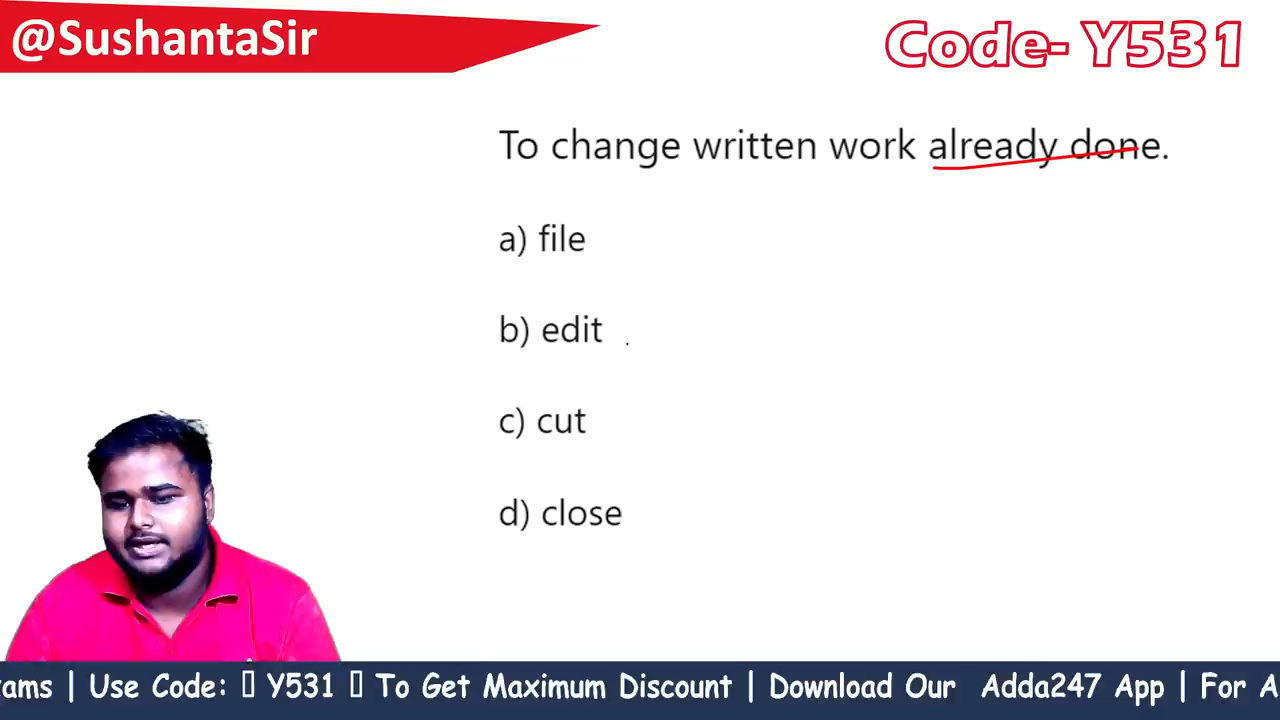 @SushantaSir
Code- Y531
To change written work already done.
a) file
b) edit
c) cut
d) close
| Use Code: Y531 To Get Maximum Discount | Download Our Adda247 App | For